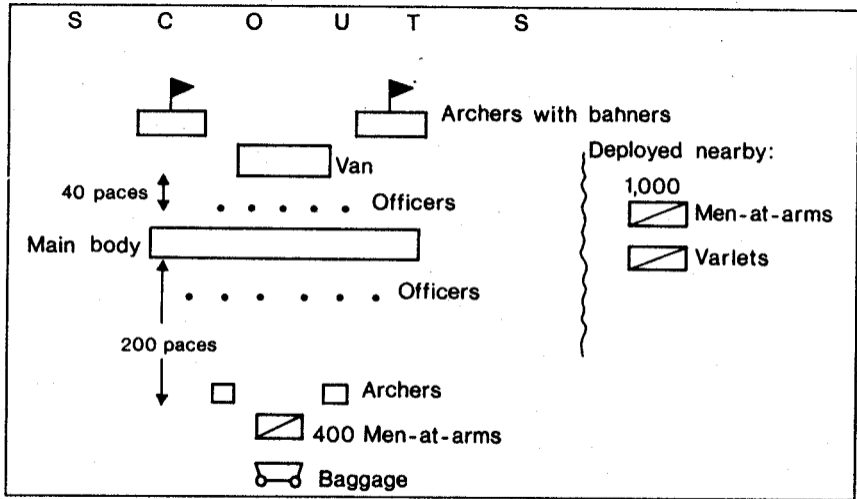 S C O U T S
Archers with banners
Deployed nearby:
Van
1,000
40 paces
Officers
Men-at-arms
Main body
Varlets
Officers
200 paces
Archers
400 Men-at-arms
Baggage